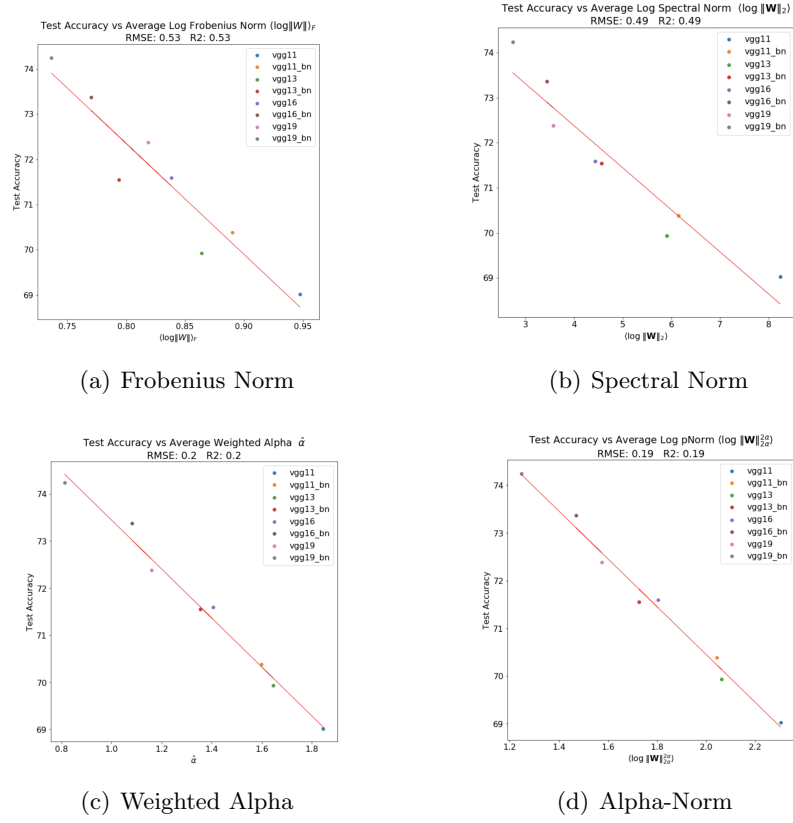 Test Accuracy vs Average Log Frobenius Norm ⟨log‖W‖⟩F
RMSE: 0.53 R2: 0.53
vgg11
vgg11_bn
vgg13
vgg13_bn
vgg16
vgg16_bn
vgg19
vgg19_bn
74
73
72
71
70
69
Test Accuracy
0.75 0.80 0.85 0.90 0.95
⟨log‖W‖⟩F
(a) Frobenius Norm
Test Accuracy vs Average Log Spectral Norm ⟨log ‖W‖2⟩
RMSE: 0.49 R2: 0.49
vgg11
vgg11_bn
vgg13
vgg13_bn
vgg16
vgg16_bn
vgg19
vgg19_bn
74
73
72
71
70
69
Test Accuracy
3 4 5 6 7 8
⟨log ‖W‖2⟩
(b) Spectral Norm
Test Accuracy vs Average Weighted Alpha α̂
RMSE: 0.2 R2: 0.2
vgg11
vgg11_bn
vgg13
vgg13_bn
vgg16
vgg16_bn
vgg19
vgg19_bn
74
73
72
71
70
69
Test Accuracy
0.8 1.0 1.2 1.4 1.6 1.8
α̂
(c) Weighted Alpha
Test Accuracy vs Average Log pNorm ⟨log ‖W‖2α2α⟩
RMSE: 0.19 R2: 0.19
vgg11
vgg11_bn
vgg13
vgg13_bn
vgg16
vgg16_bn
vgg19
vgg19_bn
74
73
72
71
70
69
Test Accuracy
1.2 1.4 1.6 1.8 2.0 2.2
⟨log ‖W‖2α2α⟩
(d) Alpha-Norm